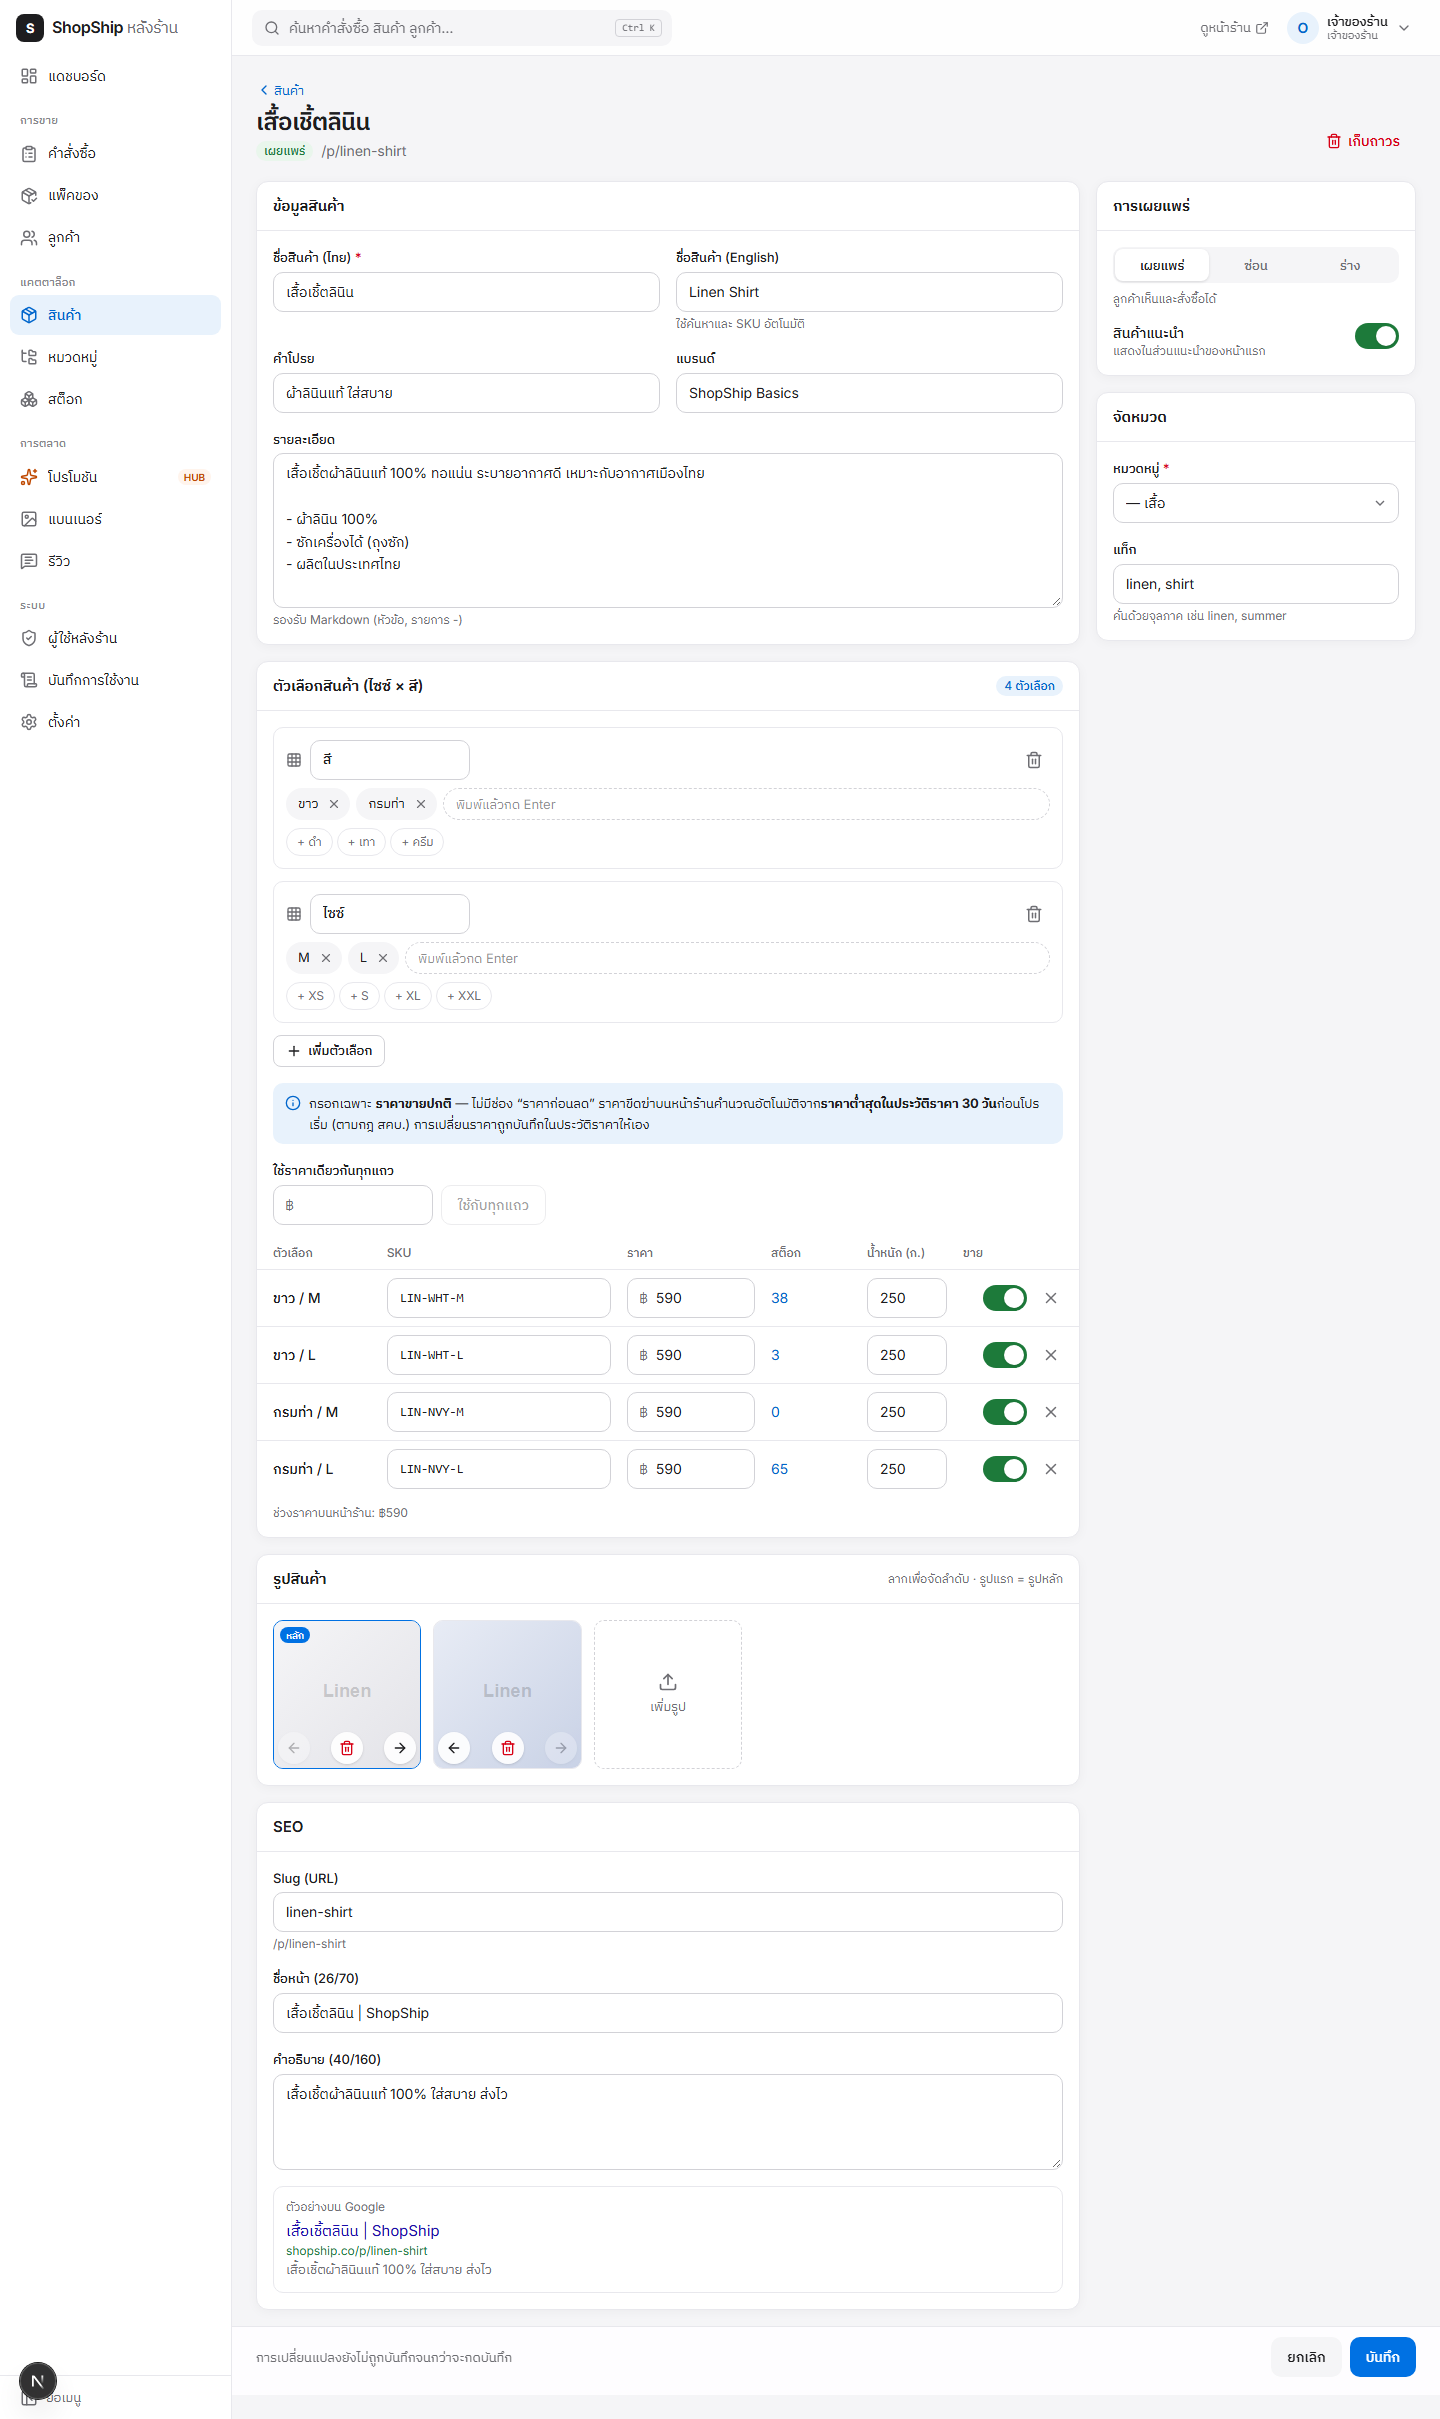 S ShopShip หลังร้าน
ค้นหาคำสั่งซื้อ สินค้า ลูกค้า... Ctrl K
ดูหน้าร้าน
O เจ้าของร้าน
เจ้าของร้าน
แดชบอร์ด
การขาย
คำสั่งซื้อ
แพ็คของ
ลูกค้า
แคตตาล็อก
สินค้า
หมวดหมู่
สต็อก
การตลาด
โปรโมชัน HUB
แบนเนอร์
รีวิว
ระบบ
ผู้ใช้หลังร้าน
บันทึกการใช้งาน
ตั้งค่า
ย่อเมนู
สินค้า
เสื้อเชิ้ตลินิน
เผยแพร่ /p/linen-shirt
เก็บถาวร
ข้อมูลสินค้า
ชื่อสินค้า (ไทย) *
เสื้อเชิ้ตลินิน
ชื่อสินค้า (English)
Linen Shirt
ใช้ค้นหาและ SKU อัตโนมัติ
คำโปรย
ผ้าลินินแท้ ใส่สบาย
แบรนด์
ShopShip Basics
รายละเอียด
เสื้อเชิ้ตผ้าลินินแท้ 100% ทอแน่น ระบายอากาศดี เหมาะกับอากาศเมืองไทย
- ผ้าลินิน 100%
- ซักเครื่องได้ (ถุงซัก)
- ผลิตในประเทศไทย
รองรับ Markdown (หัวข้อ, รายการ -)
การเผยแพร่
เผยแพร่ ซ่อน ร่าง
ลูกค้าเห็นและสั่งซื้อได้
สินค้าแนะนำ
แสดงในส่วนแนะนำของหน้าแรก
จัดหมวด
หมวดหมู่ *
— เสื้อ
แท็ก
linen, shirt
คั่นด้วยจุลภาค เช่น linen, summer
ตัวเลือกสินค้า (ไซซ์ × สี) 4 ตัวเลือก
สี
ขาว กรมท่า พิมพ์แล้วกด Enter
+ ดำ + เทา + ครีม
ไซซ์
M L พิมพ์แล้วกด Enter
+ XS + S + XL + XXL
เพิ่มตัวเลือก
กรอกเฉพาะ ราคาขายปกติ — ไม่มีช่อง “ราคาก่อนลด” ราคาขีดฆ่าบนหน้าร้านคำนวณอัตโนมัติจากราคาต่ำสุดในประวัติราคา 30 วันก่อนโปร
เริ่ม (ตามกฎ สคบ.) การเปลี่ยนราคาถูกบันทึกในประวัติราคาให้เอง
ใช้ราคาเดียวกันทุกแถว
฿ ใช้กับทุกแถว
ตัวเลือก SKU ราคา สต็อก น้ำหนัก (ก.) ขาย
ขาว / M LIN-WHT-M ฿ 590 38 250
ขาว / L LIN-WHT-L ฿ 590 3 250
กรมท่า / M LIN-NVY-M ฿ 590 0 250
กรมท่า / L LIN-NVY-L ฿ 590 65 250
ช่วงราคาบนหน้าร้าน: ฿590
รูปสินค้า ลากเพื่อจัดลำดับ · รูปแรก = รูปหลัก
หลัก
Linen Linen
เพิ่มรูป
SEO
Slug (URL)
linen-shirt
/p/linen-shirt
ชื่อหน้า (26/70)
เสื้อเชิ้ตลินิน | ShopShip
คำอธิบาย (40/160)
เสื้อเชิ้ตผ้าลินินแท้ 100% ใส่สบาย ส่งไว
ตัวอย่างบน Google
เสื้อเชิ้ตลินิน | ShopShip
shopship.co/p/linen-shirt
เสื้อเชิ้ตผ้าลินินแท้ 100% ใส่สบาย ส่งไว
การเปลี่ยนแปลงยังไม่ถูกบันทึกจนกว่าจะกดบันทึก
ยกเลิก บันทึก